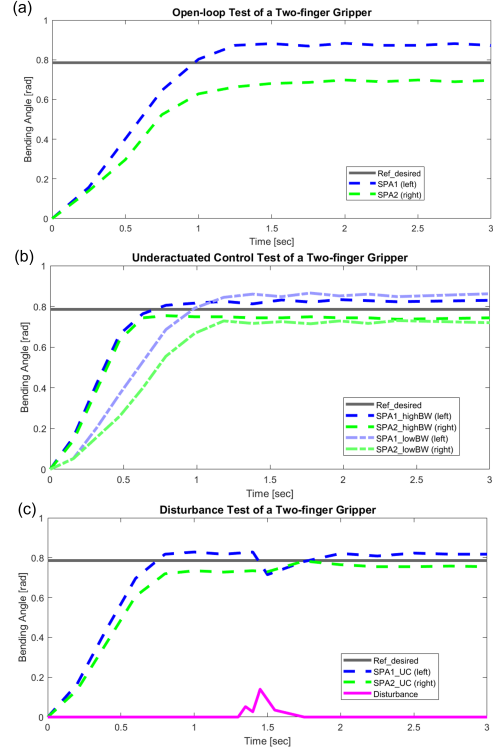 (a)
Open-loop Test of a Two-finger Gripper
1
0.8
0.6
0.4
0.2
0
Bending Angle [rad]
Ref_desired
SPA1 (left)
SPA2 (right)
0
0.5
1
1.5
2
2.5
3
Time [sec]
(b)
Underactuated Control Test of a Two-finger Gripper
1
0.8
0.6
0.4
0.2
0
Bending Angle [rad]
Ref_desired
SPA1_highBW (left)
SPA2_highBW (right)
SPA1_lowBW (left)
SPA2_lowBW (right)
0
0.5
1
1.5
2
2.5
3
Time [sec]
(c)
Disturbance Test of a Two-finger Gripper
1
0.8
0.6
0.4
0.2
0
Bending Angle [rad]
Ref_desired
SPA1_UC (left)
SPA2_UC (right)
Disturbance
0
0.5
1
1.5
2
2.5
3
Time [sec]